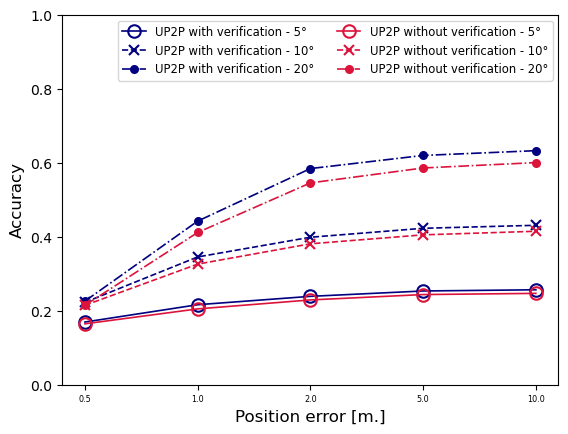 1.0
0.8
0.6
0.4
0.2
0.0
Accuracy
UP2P with verification - 5°
UP2P with verification - 10°
UP2P with verification - 20°
UP2P without verification - 5°
UP2P without verification - 10°
UP2P without verification - 20°
0.5 1.0 2.0 5.0 10.0
Position error [m.]